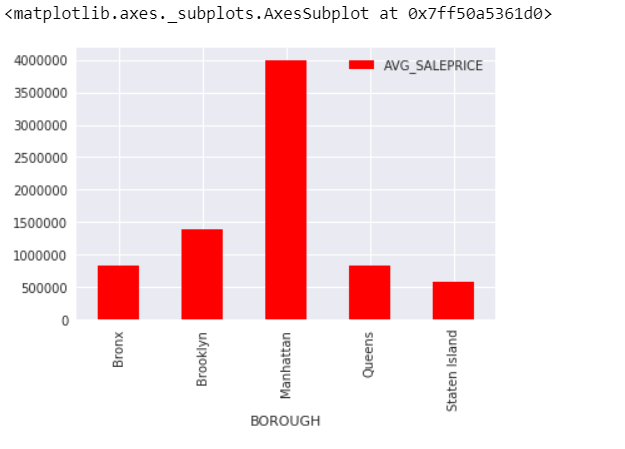 <matplotlib.axes._subplots.AxesSubplot at 0x7ff50a5361d0>
AVG_SALEPRICE
4000000
3500000
3000000
2500000
2000000
1500000
1000000
500000
0
Bronx
Brooklyn
Manhattan
Queens
Staten Island
BOROUGH